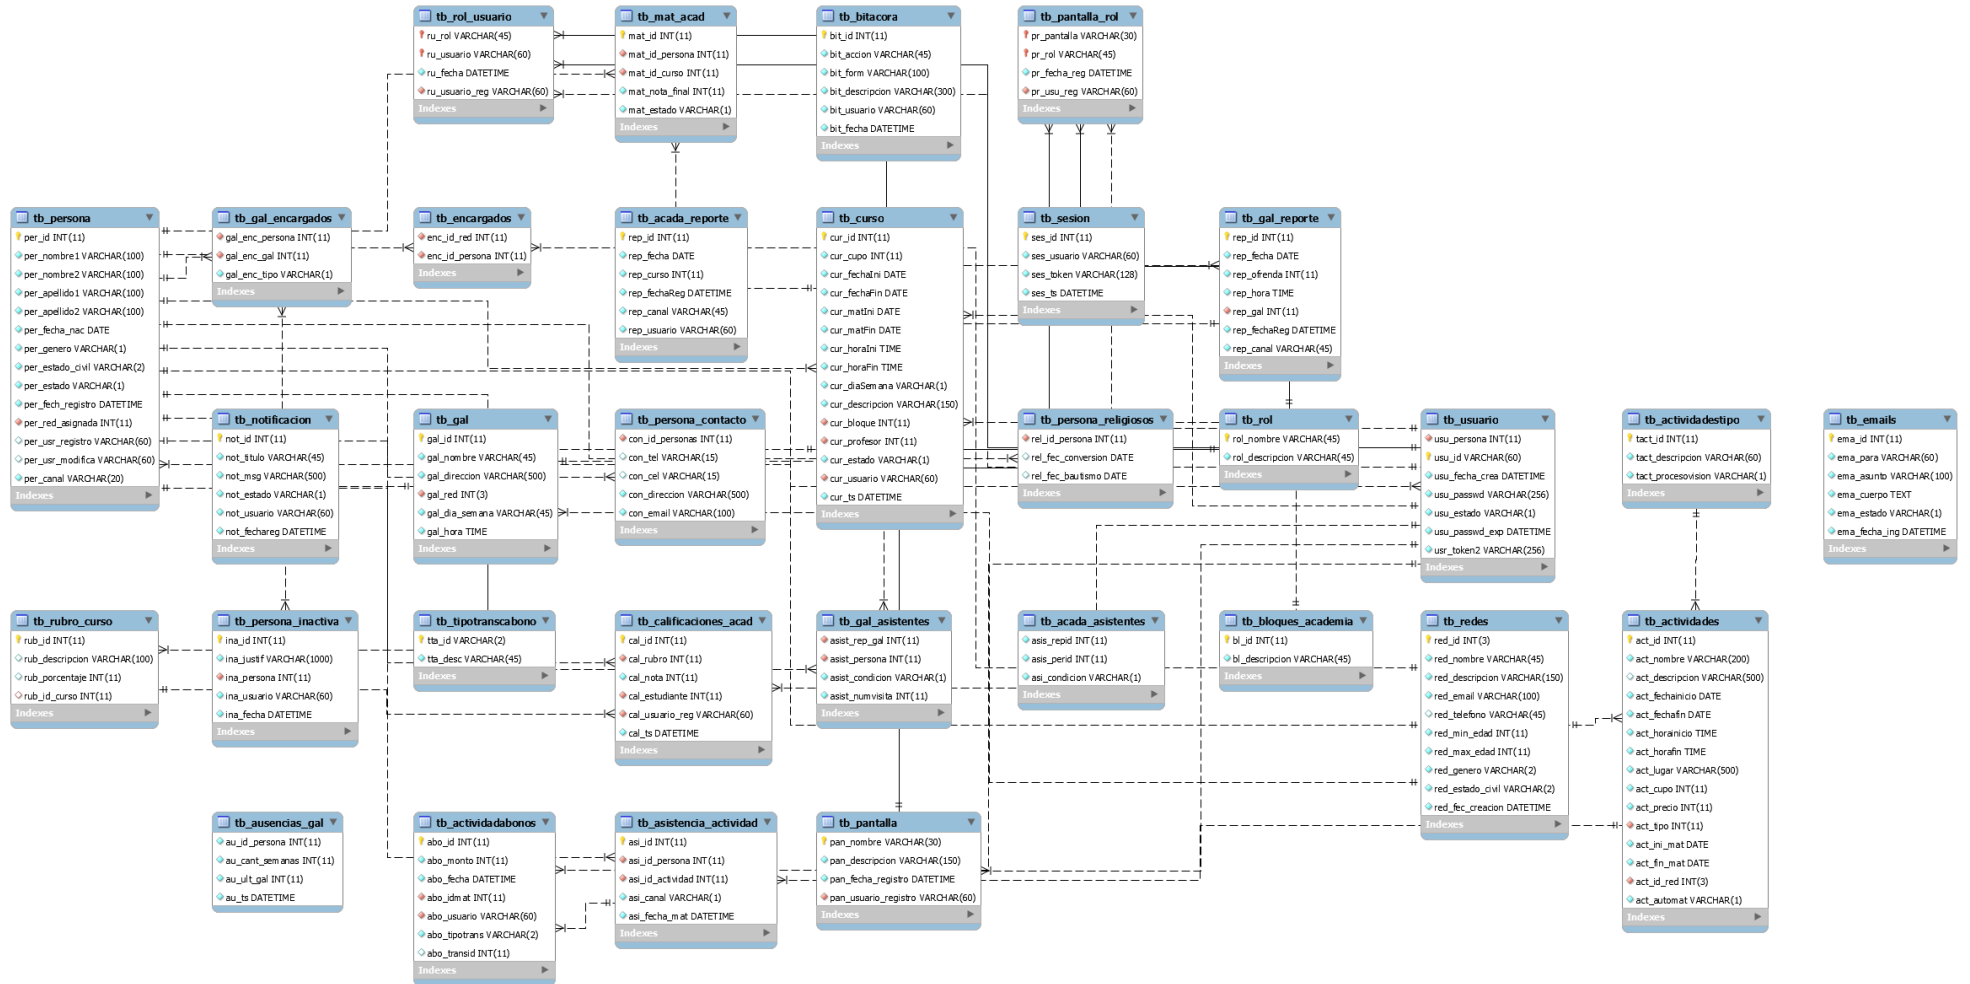 tb_rol_usuario
ru_rol VARCHAR(45)
ru_usuario VARCHAR(60)
ru_fecha DATETIME
ru_usuario_reg VARCHAR(60)
Indexes
tb_mat_acad
mat_id INT(11)
mat_id_persona INT(11)
mat_id_curso INT(11)
mat_nota_final INT(11)
mat_estado VARCHAR(1)
Indexes
tb_bitacora
bit_id INT(11)
bit_accion VARCHAR(45)
bit_form VARCHAR(100)
bit_descripcion VARCHAR(300)
bit_usuario VARCHAR(60)
bit_fecha DATETIME
Indexes
tb_pantalla_rol
pr_pantalla VARCHAR(30)
pr_rol VARCHAR(45)
pr_fecha_reg DATETIME
pr_usu_reg VARCHAR(60)
Indexes
tb_persona
per_id INT(11)
per_nombre1 VARCHAR(100)
per_nombre2 VARCHAR(100)
per_apellido1 VARCHAR(100)
per_apellido2 VARCHAR(100)
per_fecha_nac DATE
per_genero VARCHAR(1)
per_estado_civil VARCHAR(2)
per_estado VARCHAR(1)
per_fech_registro DATETIME
per_red_asignada INT(11)
per_usr_registro VARCHAR(60)
per_usr_modifica VARCHAR(60)
per_canal VARCHAR(20)
Indexes
tb_gal_encargados
gal_enc_persona INT(11)
gal_enc_gal INT(11)
gal_enc_tipo VARCHAR(1)
Indexes
tb_encargados
enc_id_red INT(11)
enc_id_persona INT(11)
Indexes
tb_acada_reporte
rep_id INT(11)
rep_fecha DATE
rep_curso INT(11)
rep_fechaReg DATETIME
rep_canal VARCHAR(45)
rep_usuario VARCHAR(60)
Indexes
tb_curso
cur_id INT(11)
cur_cupo INT(11)
cur_fechaIni DATE
cur_fechaFin DATE
cur_matIni DATE
cur_matFin DATE
cur_horaIni TIME
cur_horaFin TIME
cur_diaSemana VARCHAR(1)
cur_descripcion VARCHAR(150)
cur_bloque INT(11)
cur_profesor INT(11)
cur_estado VARCHAR(1)
cur_usuario VARCHAR(60)
cur_ts DATETIME
Indexes
tb_sesion
ses_id INT(11)
ses_usuario VARCHAR(60)
ses_token VARCHAR(128)
ses_ts DATETIME
Indexes
tb_gal_reporte
rep_id INT(11)
rep_fecha DATE
rep_ofrenda INT(11)
rep_hora TIME
rep_gal INT(11)
rep_fechaReg DATETIME
rep_canal VARCHAR(45)
Indexes
tb_notificacion
not_id INT(11)
not_titulo VARCHAR(45)
not_msg VARCHAR(500)
not_estado VARCHAR(1)
not_usuario VARCHAR(60)
not_fechareg DATETIME
Indexes
tb_gal
gal_id INT(11)
gal_nombre VARCHAR(45)
gal_direccion VARCHAR(500)
gal_red INT(3)
gal_dia_semana VARCHAR(45)
gal_hora TIME
Indexes
tb_persona_contacto
con_id_personas INT(11)
con_tel VARCHAR(15)
con_cel VARCHAR(15)
con_direccion VARCHAR(500)
con_email VARCHAR(100)
Indexes
tb_persona_religiosos
rel_id_persona INT(11)
rel_fec_conversion DATE
rel_fec_bautismo DATE
Indexes
tb_rol
rol_nombre VARCHAR(45)
rol_descripcion VARCHAR(45)
Indexes
tb_usuario
usu_persona INT(11)
usu_id VARCHAR(60)
usu_fecha_crea DATETIME
usu_passwd VARCHAR(256)
usu_estado VARCHAR(1)
usu_passwd_exp DATETIME
usr_token2 VARCHAR(256)
Indexes
tb_actividadestipo
tact_id INT(11)
tact_descripcion VARCHAR(60)
tact_procesovision VARCHAR(1)
Indexes
tb_emails
ema_id INT(11)
ema_para VARCHAR(60)
ema_asunto VARCHAR(100)
ema_cuerpo TEXT
ema_estado VARCHAR(1)
ema_fecha_ing DATETIME
Indexes
tb_rubro_curso
rub_id INT(11)
rub_descripcion VARCHAR(100)
rub_porcentaje INT(11)
rub_id_curso INT(11)
Indexes
tb_persona_inactiva
ina_id INT(11)
ina_justif VARCHAR(1000)
ina_persona INT(11)
ina_usuario VARCHAR(60)
ina_fecha DATETIME
Indexes
tb_tipotranscabono
tta_id VARCHAR(2)
tta_desc VARCHAR(45)
Indexes
tb_calificaciones_acad
cal_id INT(11)
cal_rubro INT(11)
cal_nota INT(11)
cal_estudiante INT(11)
cal_usuario_reg VARCHAR(60)
cal_ts DATETIME
Indexes
tb_gal_asistentes
asist_rep_gal INT(11)
asist_persona INT(11)
asist_condicion VARCHAR(1)
asist_numvisita INT(11)
Indexes
tb_acada_asistentes
asis_repid INT(11)
asis_perid INT(11)
asi_condicion VARCHAR(1)
Indexes
tb_bloques_academia
bl_id INT(11)
bl_descripcion VARCHAR(45)
Indexes
tb_redes
red_id INT(3)
red_nombre VARCHAR(45)
red_descripcion VARCHAR(150)
red_email VARCHAR(100)
red_telefono VARCHAR(45)
red_min_edad INT(11)
red_max_edad INT(11)
red_genero VARCHAR(2)
red_estado_civil VARCHAR(2)
red_fec_creacion DATETIME
Indexes
tb_actividades
act_id INT(11)
act_nombre VARCHAR(200)
act_descripcion VARCHAR(500)
act_fechainicio DATE
act_fechafin DATE
act_horainicio TIME
act_horafin TIME
act_lugar VARCHAR(500)
act_cupo INT(11)
act_precio INT(11)
act_tipo INT(11)
act_ini_mat DATE
act_fin_mat DATE
act_id_red INT(3)
act_automat VARCHAR(1)
Indexes
tb_ausencias_gal
au_id_persona INT(11)
au_cant_semanas INT(11)
au_ult_gal INT(11)
au_ts DATETIME
tb_actividadabonos
abo_id INT(11)
abo_monto INT(11)
abo_fecha DATETIME
abo_idmat INT(11)
abo_usuario VARCHAR(60)
abo_tipotrans VARCHAR(2)
abo_transid INT(11)
Indexes
tb_asistencia_actividad
asi_id INT(11)
asi_id_persona INT(11)
asi_id_actividad INT(11)
asi_canal VARCHAR(1)
asi_fecha_mat DATETIME
Indexes
tb_pantalla
pan_nombre VARCHAR(30)
pan_descripcion VARCHAR(150)
pan_fecha_registro DATETIME
pan_usuario_registro VARCHAR(60)
Indexes